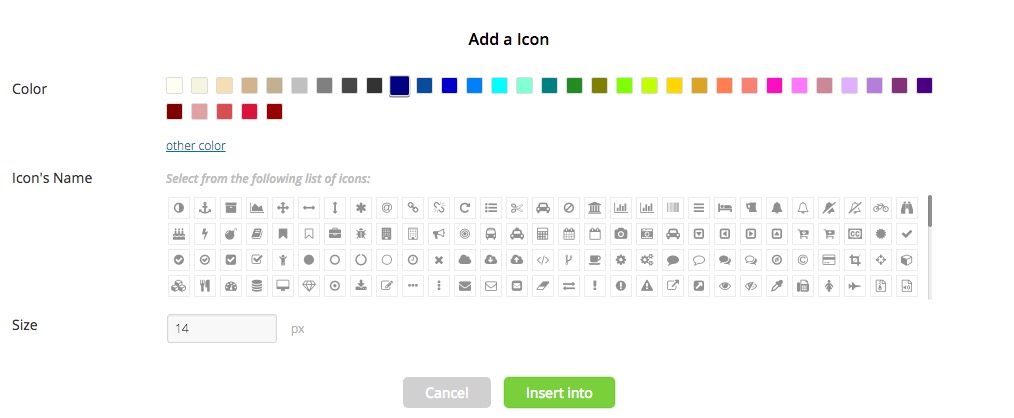 Add a Icon
Color
other color
Icon's Name
Select from the following list of icons:
Size
14 px
Cancel Insert into